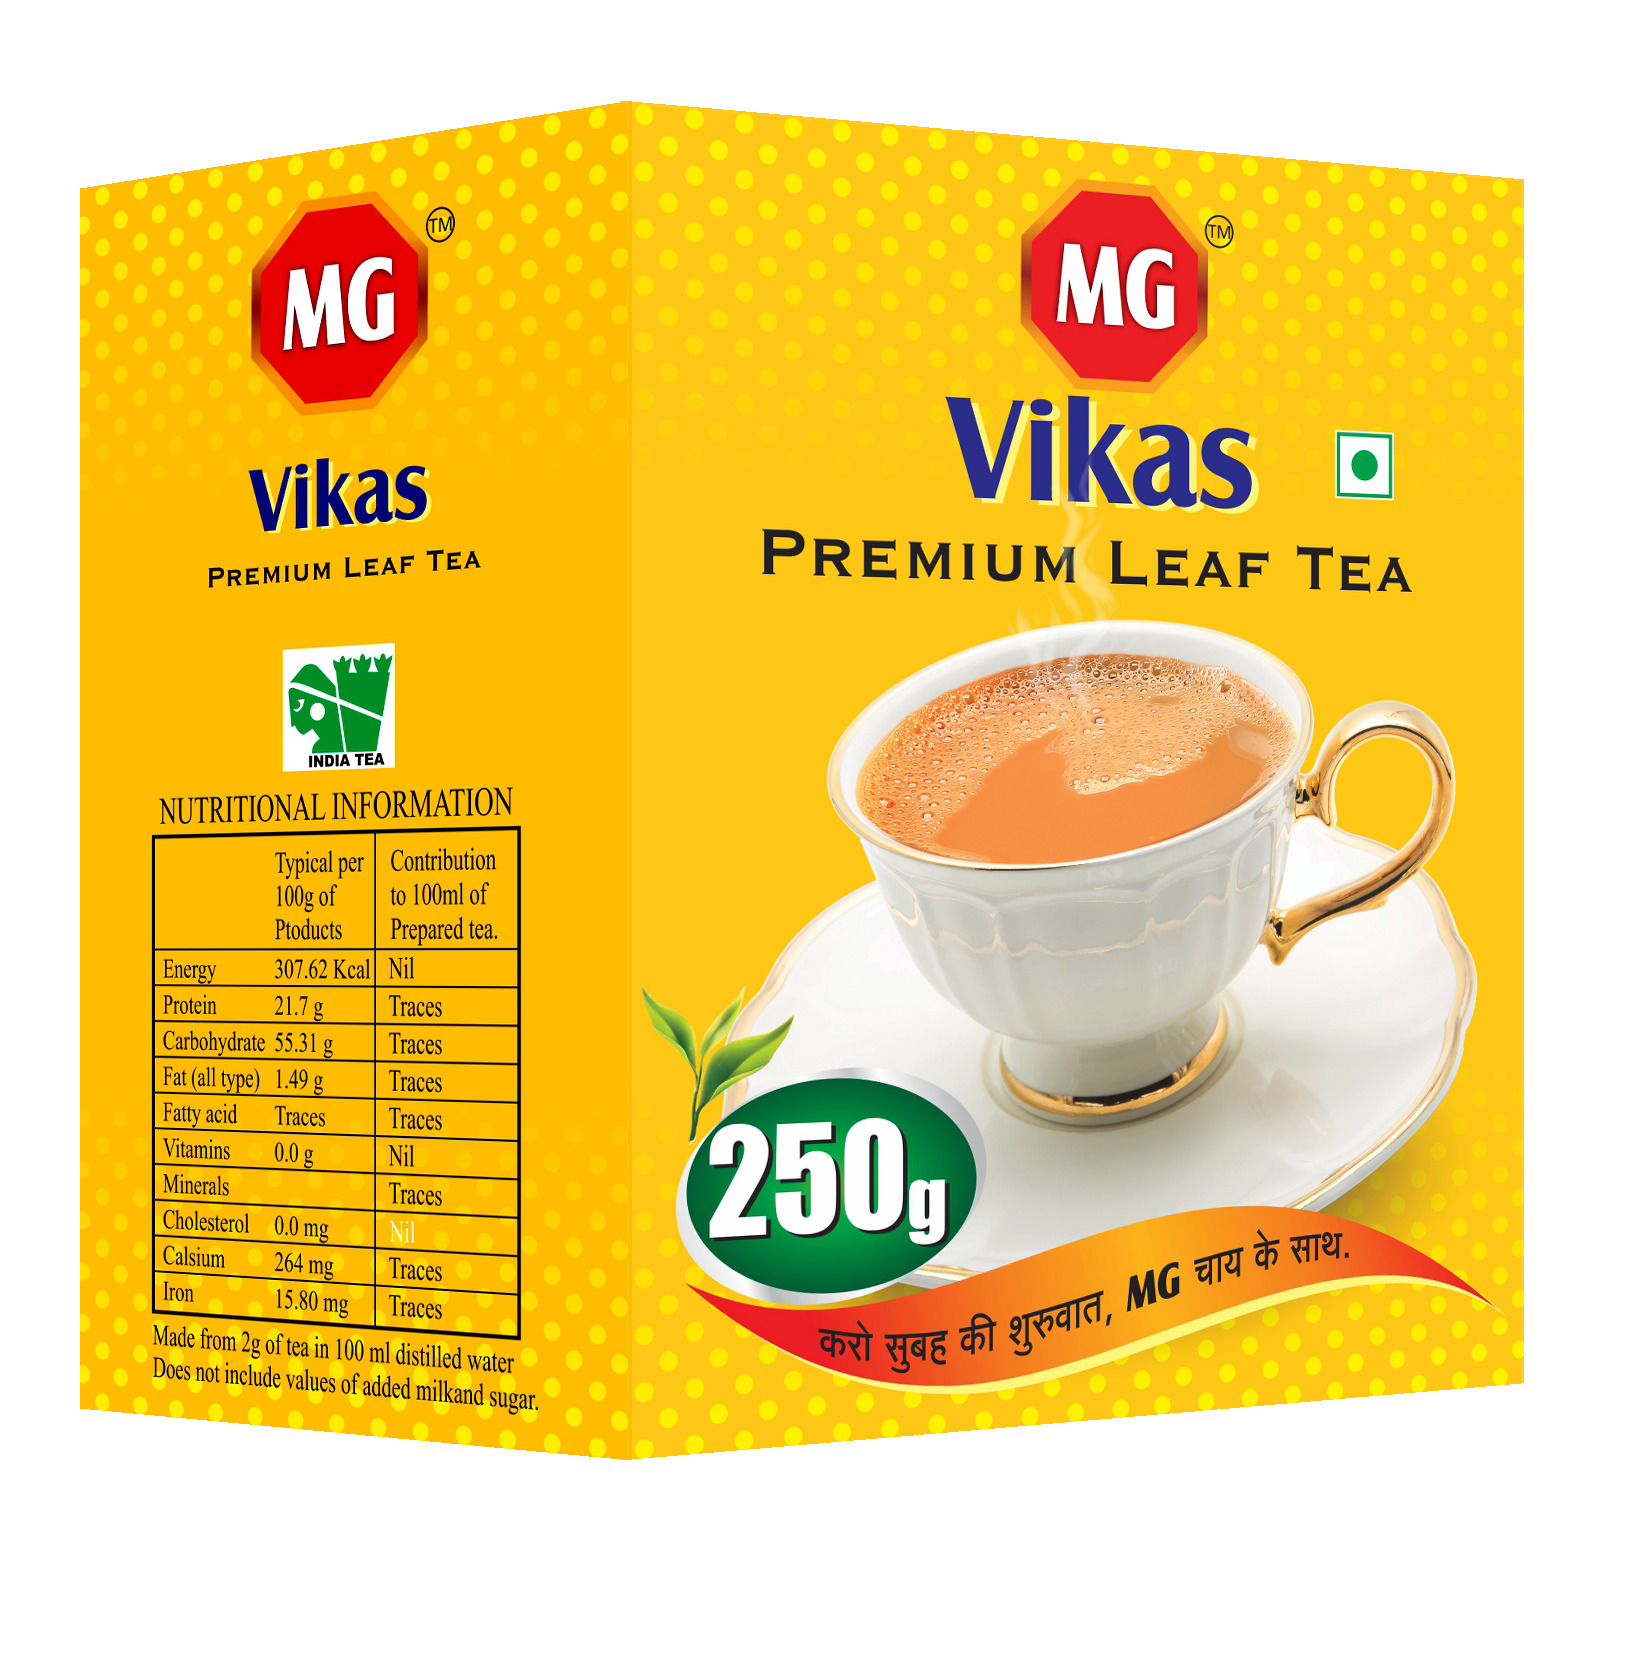 MG
TM
Vikas
PREMIUM LEAF TEA
INDIA TEA
NUTRITIONAL INFORMATION
Typical per 100g of Ptoducts Contribution to 100ml of Prepared tea.
Energy 307.62 Kcal Nil
Protein 21.7 g Traces
Carbohydrate 55.31 g Traces
Fat (all type) 1.49 g Traces
Fatty acid Traces Traces
Vitamins 0.0 g Nil
Minerals Traces
Cholesterol 0.0 mg Nil
Calsium 264 mg Traces
Iron 15.80 mg Traces
Made from 2g of tea in 100 ml distilled water
Does not include values of added milkand sugar.
MG
TM
Vikas
PREMIUM LEAF TEA
250g
करो सुबह की शुरुवात, MG चाय के साथ.